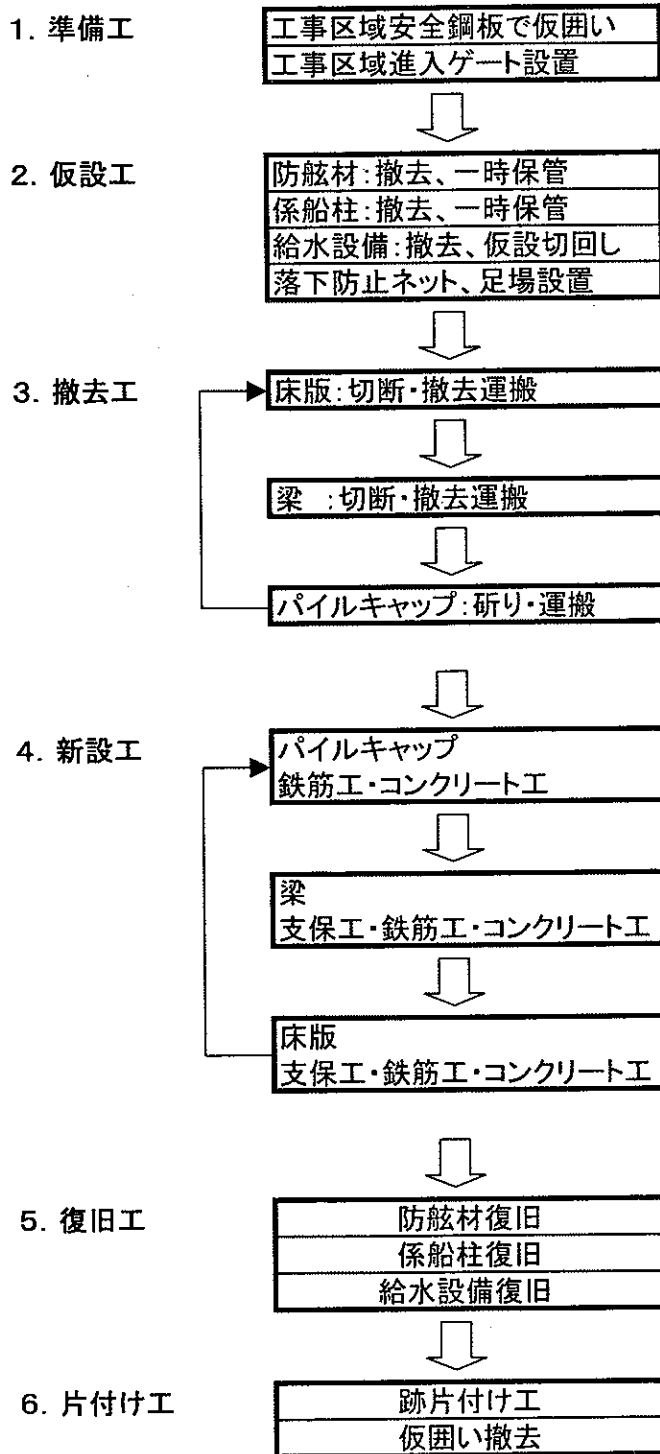 1. 準備工
工事区域安全鋼板で仮囲い
工事区域進入ゲート設置
2. 仮設工
防舷材:撤去、一時保管
係船柱:撤去、一時保管
給水設備:撤去、仮設切回し
落下防止ネット、足場設置
3. 撤去工
床版:切断・撤去運搬
梁 :切断・撤去運搬
パイルキャップ:斫り・運搬
4. 新設工
パイルキャップ
鉄筋工・コンクリート工
梁
支保工・鉄筋工・コンクリート工
床版
支保工・鉄筋工・コンクリート工
5. 復旧工
防舷材復旧
係船柱復旧
給水設備復旧
6. 片付け工
跡片付け工
仮囲い撤去